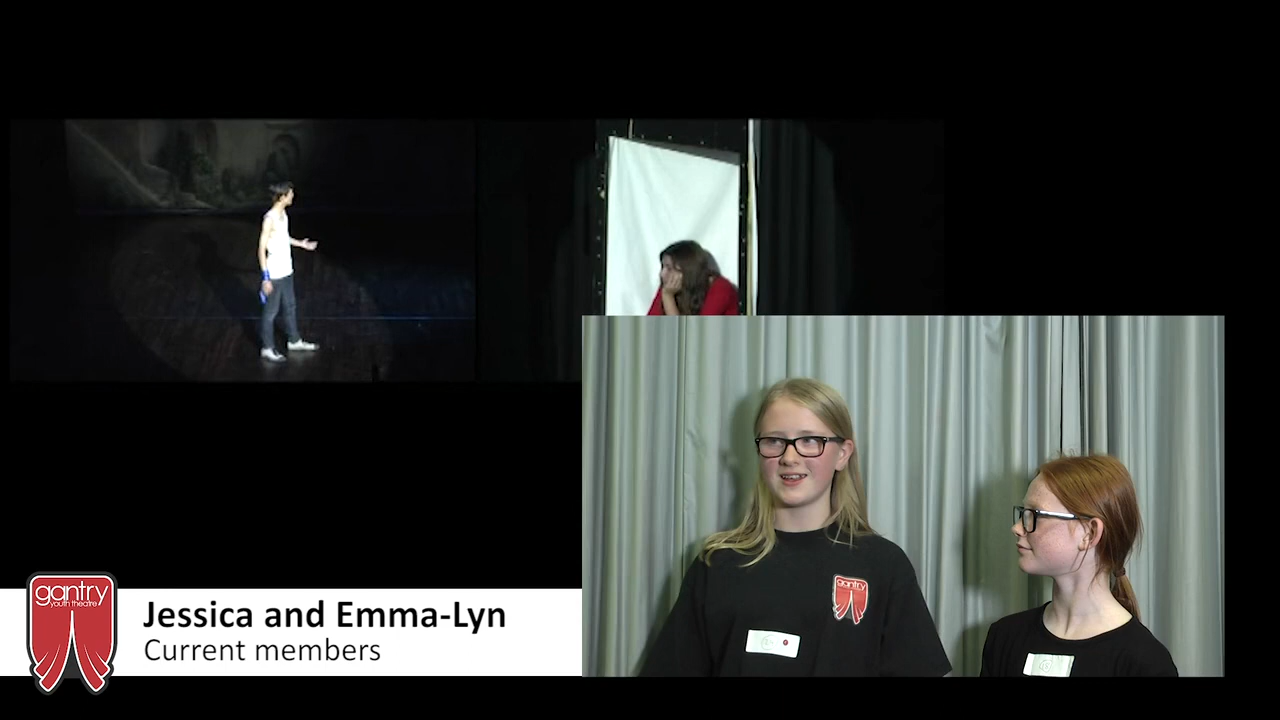 gantry
youth theatre
Jessica and Emma-Lyn
Current members
gantry